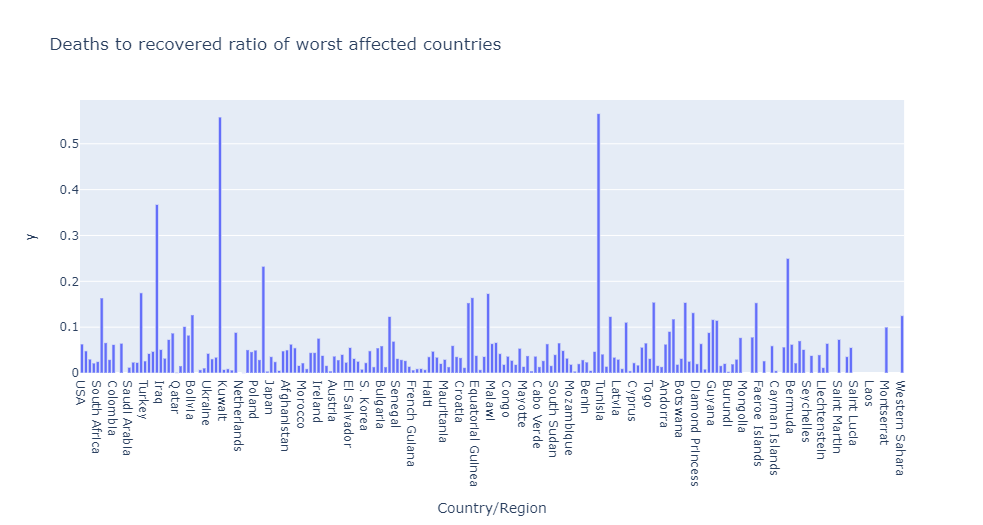 Deaths to recovered ratio of worst affected countries
0.5
0.4
0.3
0.2
0.1
0
y
USA
South Africa
Colombia
Saudi Arabia
Turkey
Iraq
Qatar
Bolivia
Ukraine
Kuwait
Netherlands
Poland
Japan
Afghanistan
Morocco
Ireland
Austria
El Salvador
S. Korea
Bulgaria
Senegal
French Guiana
Haiti
Mauritania
Croatia
Equatorial Guinea
Malawi
Congo
Mayotte
Cabo Verde
South Sudan
Mozambique
Benin
Tunisia
Latvia
Cyprus
Togo
Andorra
Botswana
Diamond Princess
Guyana
Burundi
Mongolia
Faeroe Islands
Cayman Islands
Bermuda
Seychelles
Liechtenstein
Saint Martin
Saint Lucia
Laos
Montserrat
Western Sahara
Country/Region